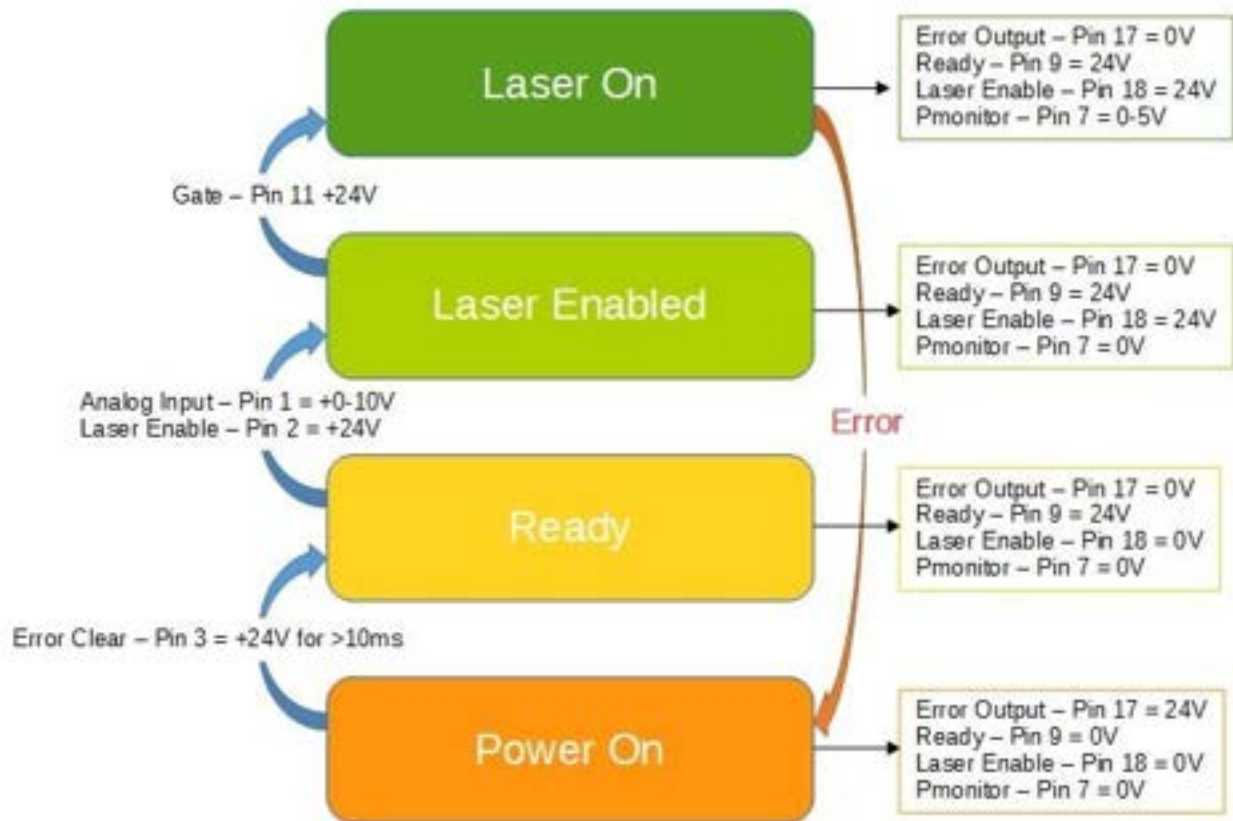 Laser On
Error Output – Pin 17 = 0V
Ready – Pin 9 = 24V
Laser Enable – Pin 18 = 24V
Pmonitor – Pin 7 = 0-5V
Gate – Pin 11 +24V
Laser Enabled
Error Output – Pin 17 = 0V
Ready – Pin 9 = 24V
Laser Enable – Pin 18 = 24V
Pmonitor – Pin 7 = 0V
Analog Input – Pin 1 = +0-10V
Laser Enable – Pin 2 = +24V
Error
Ready
Error Output – Pin 17 = 0V
Ready – Pin 9 = 24V
Laser Enable – Pin 18 = 0V
Pmonitor – Pin 7 = 0V
Error Clear – Pin 3 = +24V for >10ms
Power On
Error Output – Pin 17 = 24V
Ready – Pin 9 = 0V
Laser Enable – Pin 18 = 0V
Pmonitor – Pin 7 = 0V